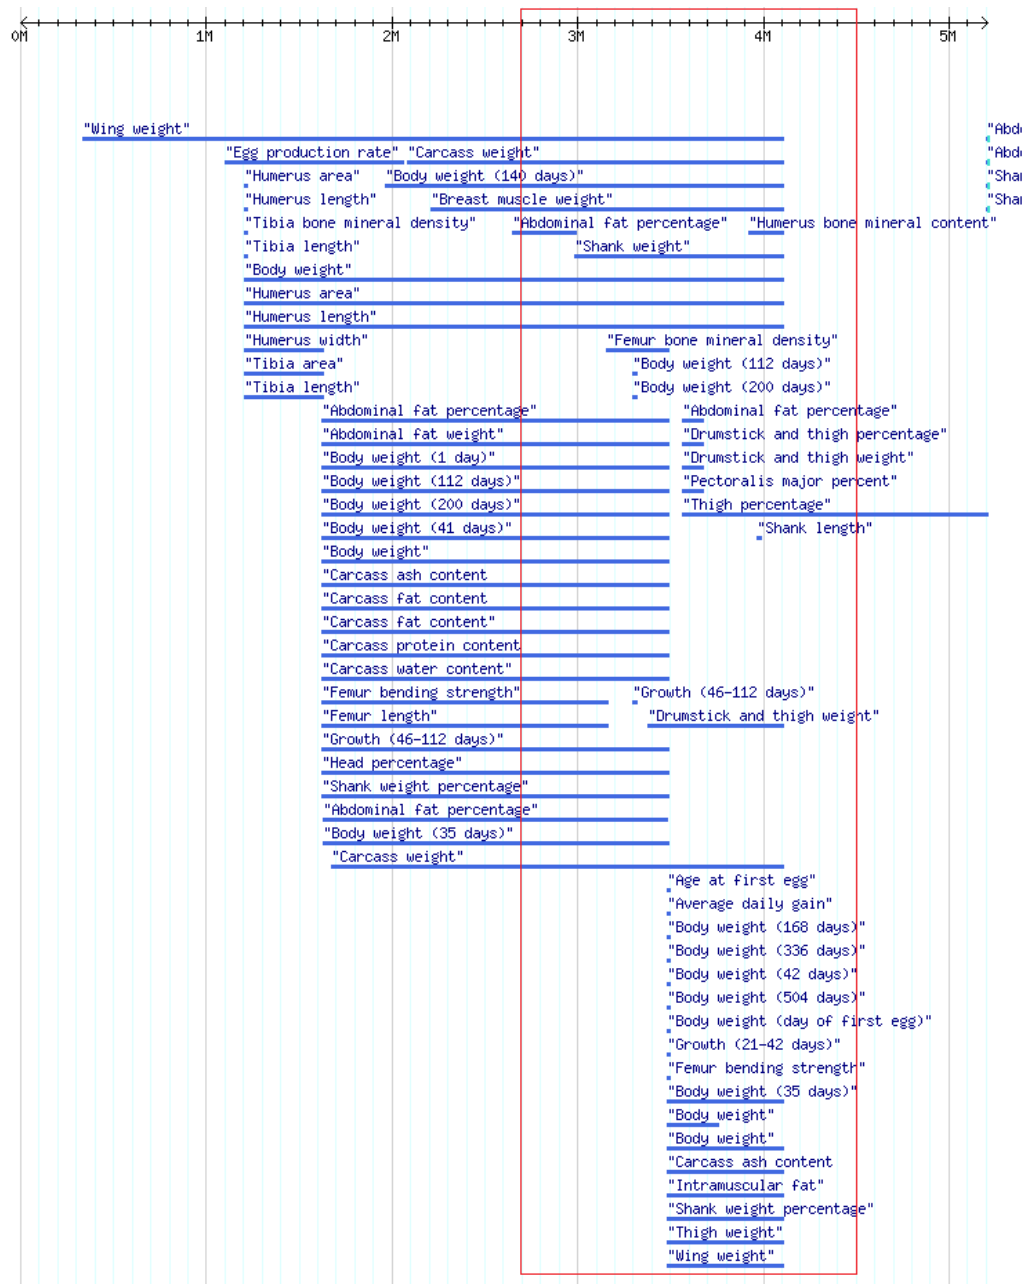 0M 1M 2M 3M 4M 5M
"Wing weight" "Abd
"Egg production rate" "Carcass weight" "Abd
"Humerus area" "Body weight (140 days)" "Sha
"Humerus length" "Breast muscle weight" "Sha
"Tibia bone mineral density" "Abdominal fat percentage" "Humerus bone mineral content"
"Tibia length" "Shank weight"
"Body weight"
"Humerus area"
"Humerus length"
"Humerus width" "Femur bone mineral density"
"Tibia area" "Body weight (112 days)"
"Tibia length" "Body weight (200 days)"
"Abdominal fat percentage" "Abdominal fat percentage"
"Abdominal fat weight" "Drumstick and thigh percentage"
"Body weight (1 day)" "Drumstick and thigh weight"
"Body weight (112 days)" "Pectoralis major percent"
"Body weight (200 days)" "Thigh percentage"
"Body weight (41 days)" "Shank length"
"Body weight"
"Carcass ash content
"Carcass fat content
"Carcass fat content"
"Carcass protein content
"Carcass water content"
"Femur bending strength" "Growth (46-112 days)"
"Femur length" "Drumstick and thigh weight"
"Growth (46-112 days)"
"Head percentage"
"Shank weight percentage"
"Abdominal fat percentage"
"Body weight (35 days)"
"Carcass weight"
"Age at first egg"
"Average daily gain"
"Body weight (168 days)"
"Body weight (336 days)"
"Body weight (42 days)"
"Body weight (504 days)"
"Body weight (day of first egg)"
"Growth (21-42 days)"
"Femur bending strength"
"Body weight (35 days)"
"Body weight"
"Body weight"
"Carcass ash content
"Intramuscular fat"
"Shank weight percentage"
"Thigh weight"
"Wing weight"